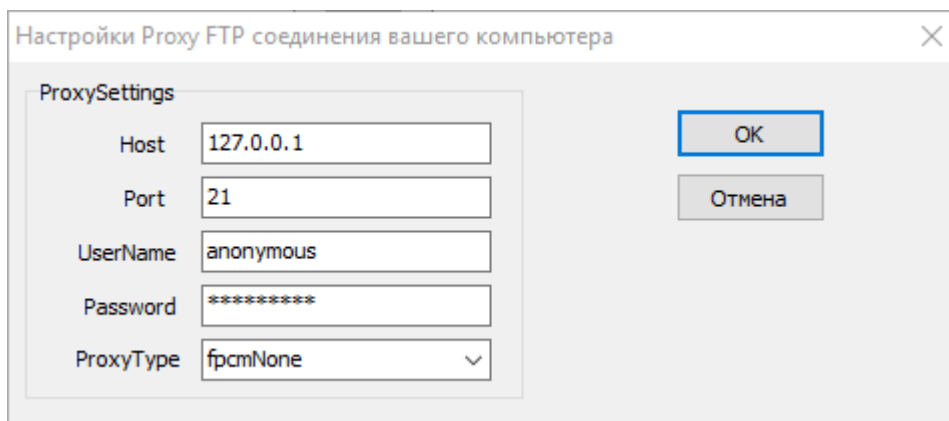 Настройки Proxy FTP соединения вашего компьютера
ProxySettings
Host 127.0.0.1
OK
Port 21
Отмена
UserName anonymous
Password *********
ProxyType fpcmNone